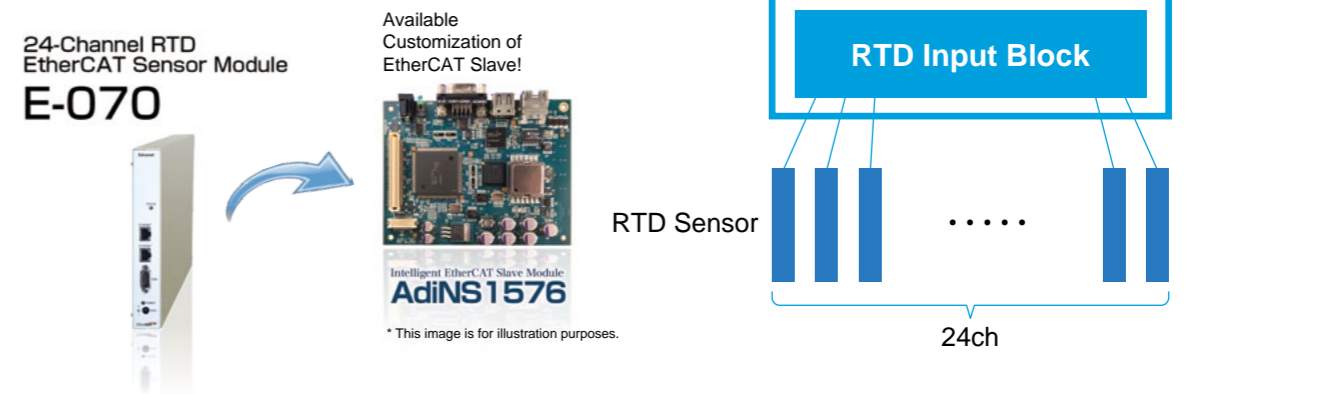 24-Channel RTD
EtherCAT Sensor Module
E-070
Available
Customization of
EtherCAT Slave!
Intelligent EtherCAT Slave Module
AdiNS1576
* This image is for illustration purposes.
RTD Input Block
RTD Sensor
.....
24ch